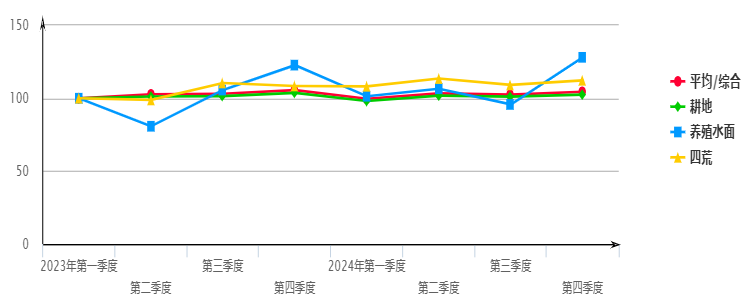 150
100
50
0
2023年第一季度
第二季度
第三季度
第四季度
2024年第一季度
第二季度
第三季度
第四季度
平均/综合
耕地
养殖水面
四荒